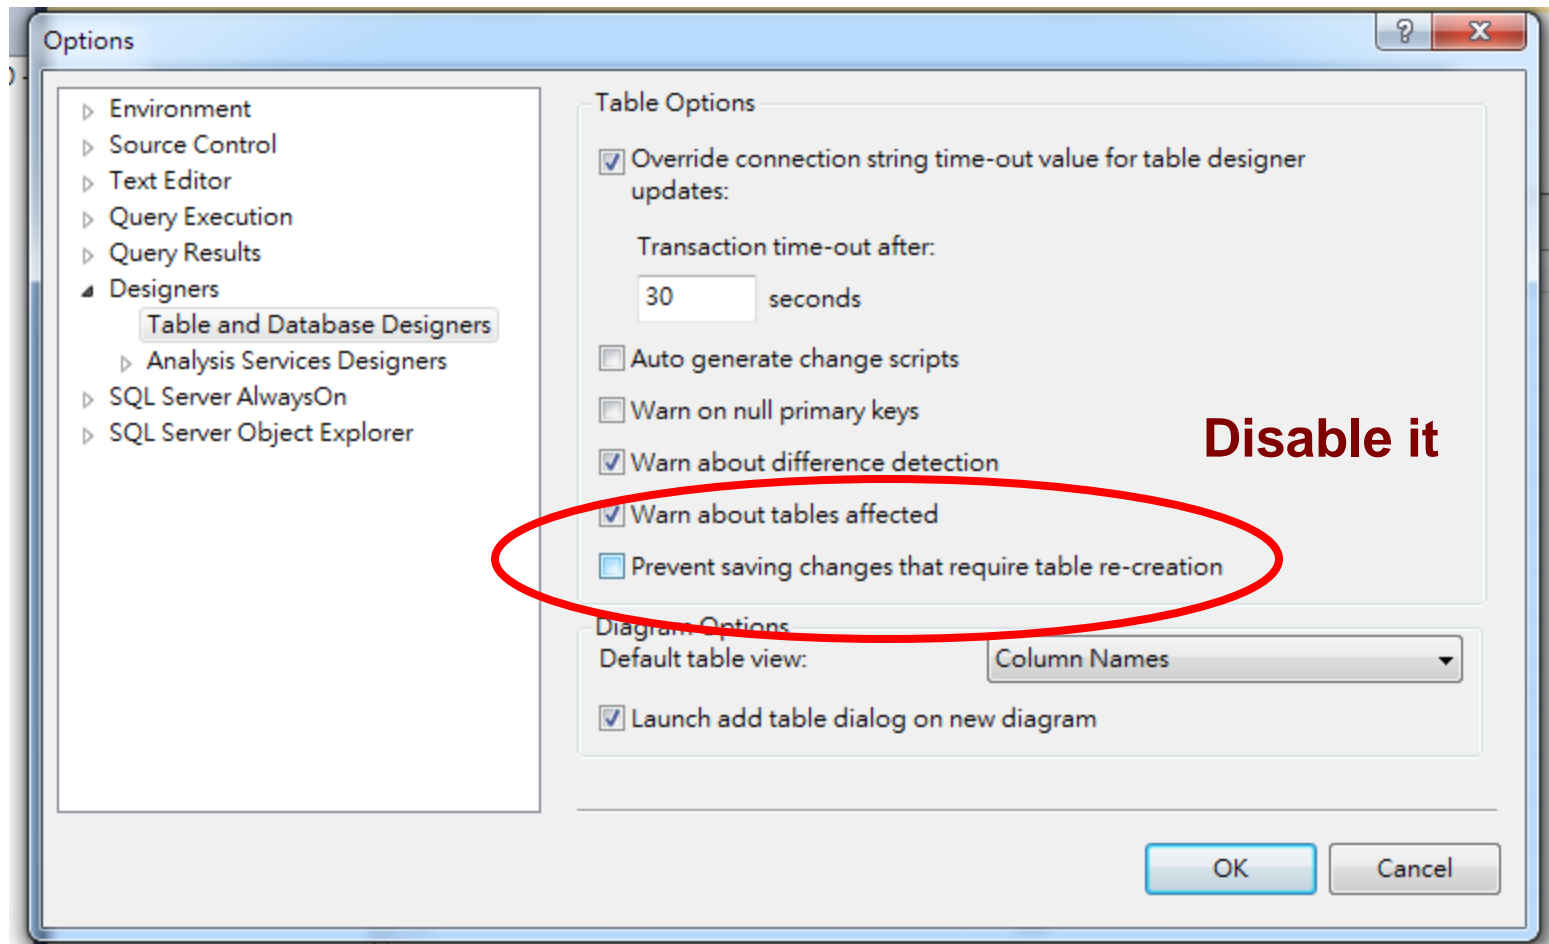 Options
Environment
Source Control
Text Editor
Query Execution
Query Results
Designers
Table and Database Designers
Analysis Services Designers
SQL Server AlwaysOn
SQL Server Object Explorer
Table Options
Override connection string time-out value for table designer
updates:
Transaction time-out after:
30 seconds
Auto generate change scripts
Warn on null primary keys
Disable it
Warn about difference detection
Warn about tables affected
Prevent saving changes that require table re-creation
Diagram Options
Default table view: Column Names
Launch add table dialog on new diagram
OK Cancel